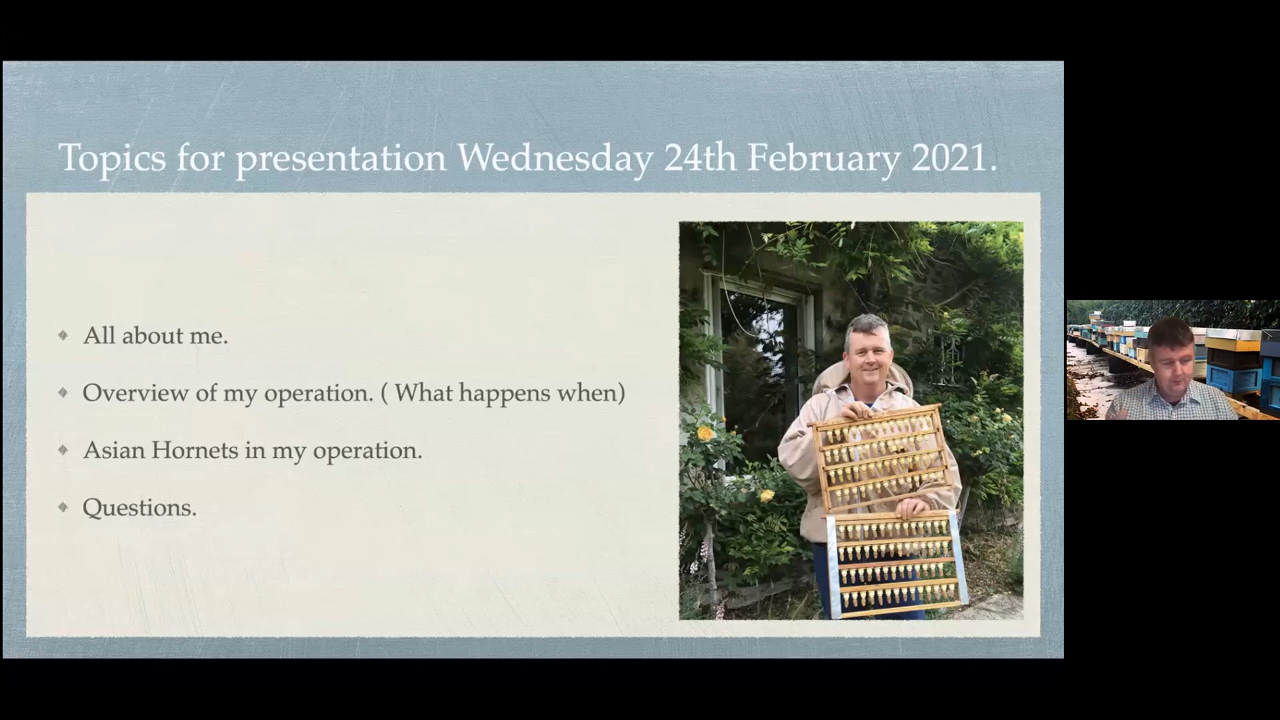 Topics for presentation Wednesday 24th February 2021.
All about me.
Overview of my operation. ( What happens when)
Asian Hornets in my operation.
Questions.